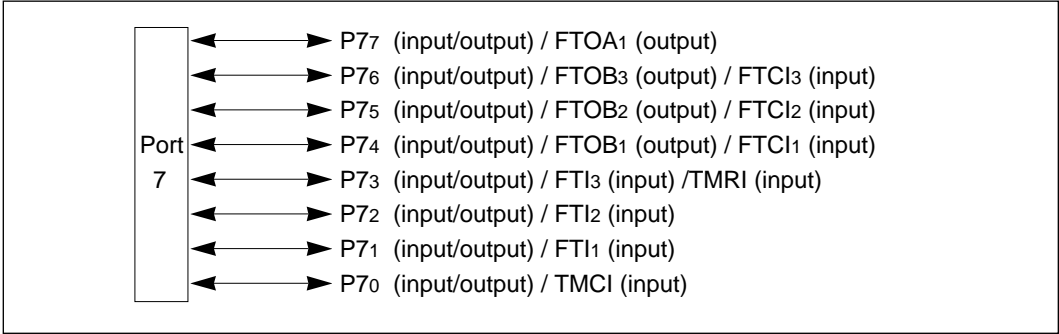 P77 (input/output) / FTOA1 (output)
P76 (input/output) / FTOB3 (output) / FTCI3 (input)
P75 (input/output) / FTOB2 (output) / FTCI2 (input)
Port
7
P74 (input/output) / FTOB1 (output) / FTCI1 (input)
P73 (input/output) / FTI3 (input) /TMRI (input)
P72 (input/output) / FTI2 (input)
P71 (input/output) / FTI1 (input)
P70 (input/output) / TMCI (input)